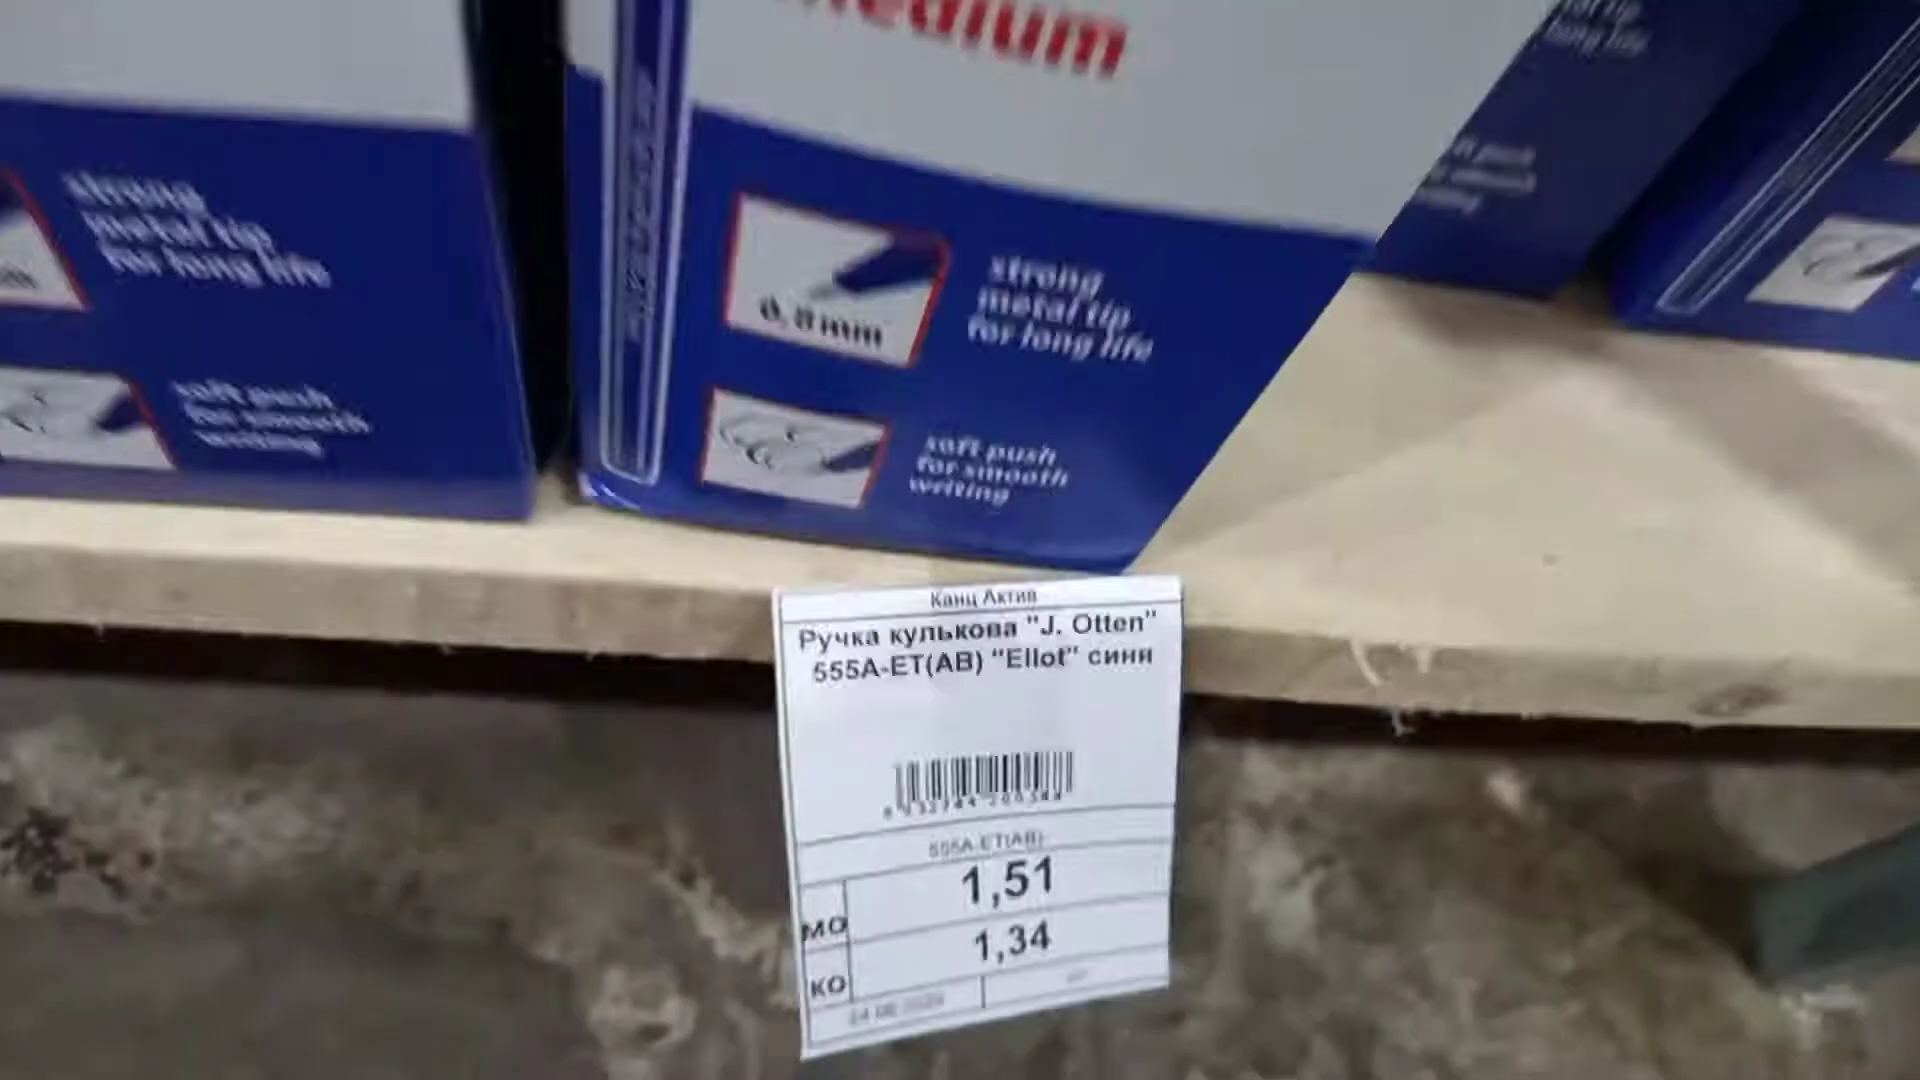 medium
strong
metal tip
for long life
soft push
for smooth
writing
0,8 mm
strong
metal tip
for long life
soft push
for smooth
writing
Канц Актив
Ручка кулькова "J. Otten"
555A-ET(AB) "Ellot" синя
555A-ET(AB)
МО
1,51
КО
1,34